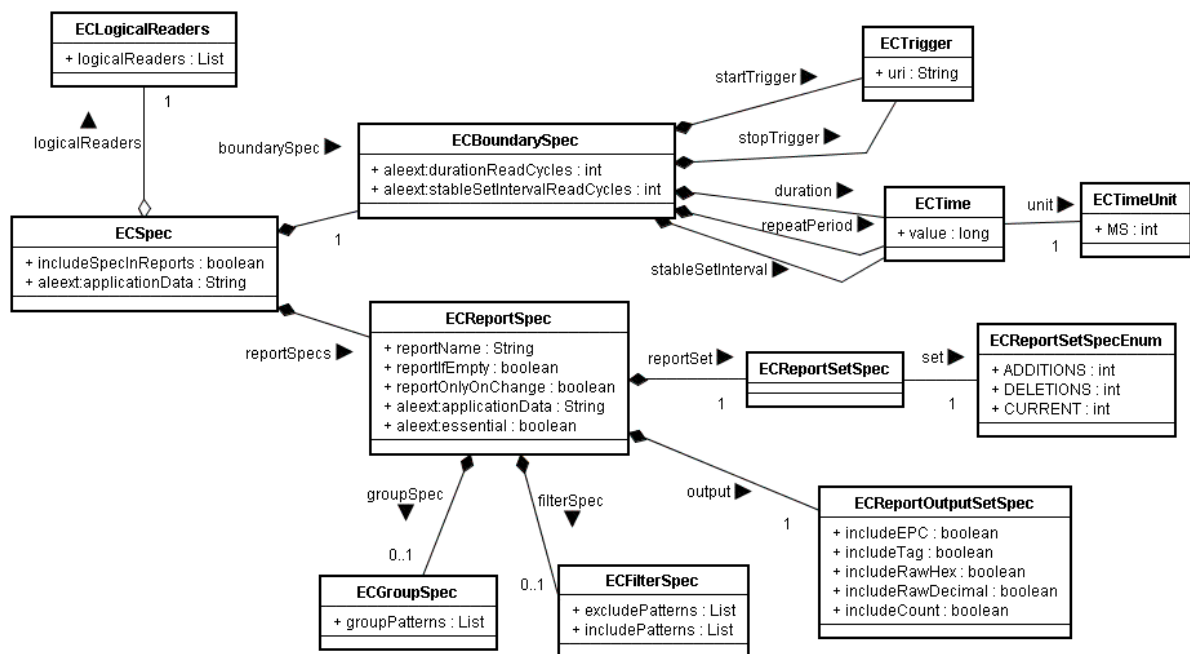 ECLogicalReaders
+ logicalReaders : List
1
logicalReaders
ECTrigger
+ uri : String
startTrigger
stopTrigger
boundarySpec
ECBoundarySpec
+ aleext:durationReadCycles : int
+ aleext:stableSetIntervalReadCycles : int
1
duration
repeatPeriod
stableSetInterval
ECTime
+ value : long
unit
1
ECTimeUnit
+ MS : int
ECSpec
+ includeSpecInReports : boolean
+ aleext:applicationData : String
reportSpecs
ECReportSpec
+ reportName : String
+ reportIfEmpty : boolean
+ reportOnlyOnChange : boolean
+ aleext:applicationData : String
+ aleext:essential : boolean
reportSet
1
ECReportSetSpec
set
1
ECReportSetSpecEnum
+ ADDITIONS : int
+ DELETIONS : int
+ CURRENT : int
groupSpec
0..1
filterSpec
0..1
output
1
ECGroupSpec
+ groupPatterns : List
ECFilterSpec
+ excludePatterns : List
+ includePatterns : List
ECReportOutputSetSpec
+ includeEPC : boolean
+ includeTag : boolean
+ includeRawHex : boolean
+ includeRawDecimal : boolean
+ includeCount : boolean